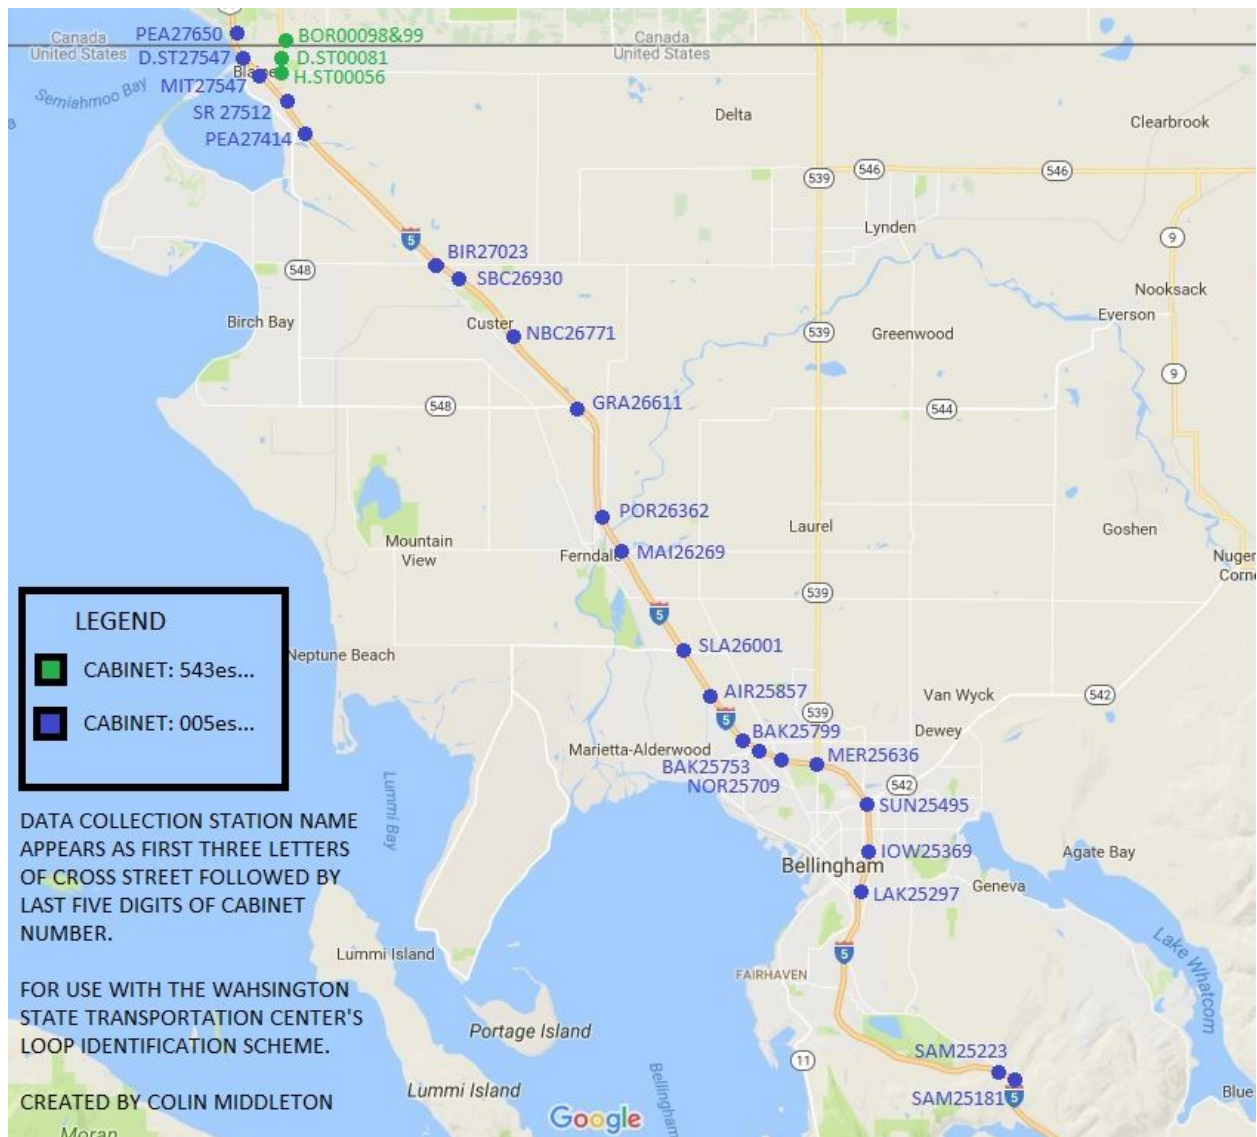 PEA27650
BOR00098&99
Canada
United States
Canada
United States
D.ST27547
D.ST00081
Blaine
H.ST00056
MIT27547
Semiahmoo Bay
SR 27512
PEA27414
Delta
Clearbrook
546
546
539
Lynden
9
5
BIR27023
548
SBC26930
Nooksack
Everson
Birch Bay
Custer
NBC26771
539
Greenwood
9
548
GRA26611
544
POR26362
Laurel
Goshen
Mountain
View
Ferndale
MAI26269
Nuger
Corne
539
5
LEGEND
CABINET: 543es...
CABINET: 005es...
Neptune Beach
SLA26001
AIR25857
Van Wyck
542
5
539
Dewey
BAK25799
Marietta-Alderwood
BAK25753
MER25636
NOR25709
542
SUN25495
Lummi Bay
DATA COLLECTION STATION NAME
APPEARS AS FIRST THREE LETTERS
OF CROSS STREET FOLLOWED BY
LAST FIVE DIGITS OF CABINET
NUMBER.
IOW25369
Agate Bay
Bellingham
Geneva
LAK25297
Lummi Island
5
Lake Whatcom
FAIRHAVEN
FOR USE WITH THE WAHSINGTON
STATE TRANSPORTATION CENTER'S
LOOP IDENTIFICATION SCHEME.
Portage Island
11
SAM25223
Lummi Island
Bellingham
SAM25181
5
Blue
CREATED BY COLIN MIDDLETON
Google
Moran